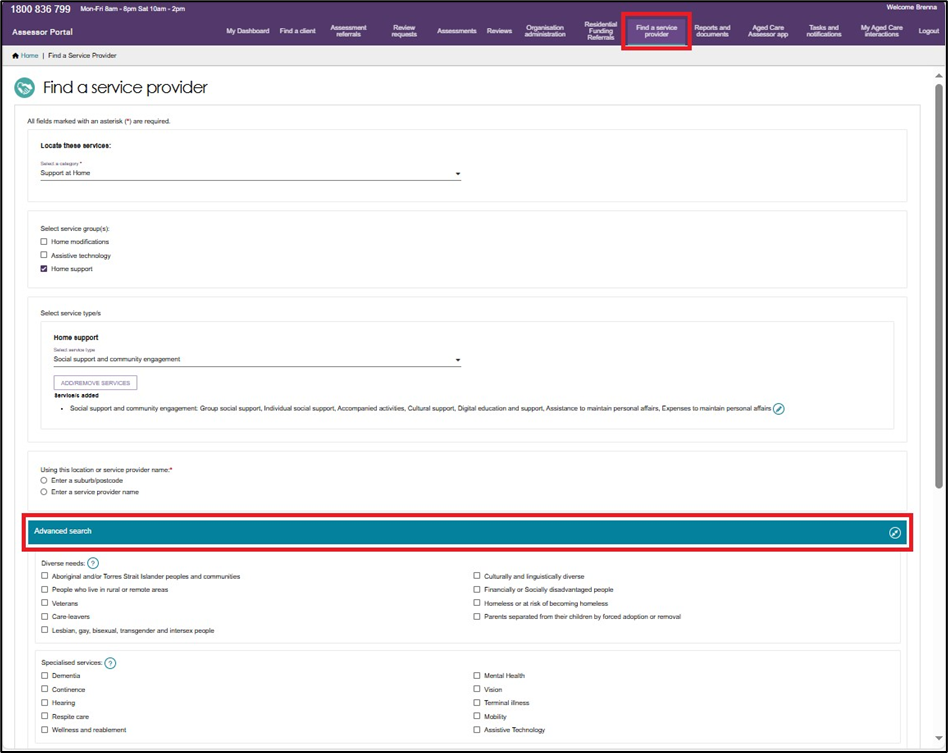 1800 836 799 Mon-Fri 8am - 8pm Sat 10am - 2pm
Welcome Brenna
Assessor Portal
My Dashboard
Find a client
Assessment referrals
Review requests
Assessments
Reviews
Organisation administration
Residential Funding Referrals
Find a service provider
Reports and documents
Aged Care Assessor app
Tasks and notifications
My Aged Care interactions
Logout
Home | Find a Service Provider
Find a service provider
All fields marked with an asterisk (*) are required.
Locate these services:
Select a category *
Support at Home
Select service group(s):
Home modifications
Assistive technology
Home support
Select service type/s
Home support
Select service type
Social support and community engagement
ADD/REMOVE SERVICES
Service/s added
• Social support and community engagement: Group social support, Individual social support, Accompanied activities, Cultural support, Digital education and support, Assistance to maintain personal affairs, Expenses to maintain personal affairs
Using this location or service provider name:*
Enter a suburb/postcode
Enter a service provider name
Advanced search
Diverse needs: ?
Aboriginal and/or Torres Strait Islander peoples and communities
Culturally and linguistically diverse
People who live in rural or remote areas
Financially or Socially disadvantaged people
Veterans
Homeless or at risk of becoming homeless
Care-leavers
Parents separated from their children by forced adoption or removal
Lesbian, gay, bisexual, transgender and intersex people
Specialised services: ?
Dementia
Mental Health
Continence
Vision
Hearing
Terminal illness
Respite care
Mobility
Wellness and reablement
Assistive Technology